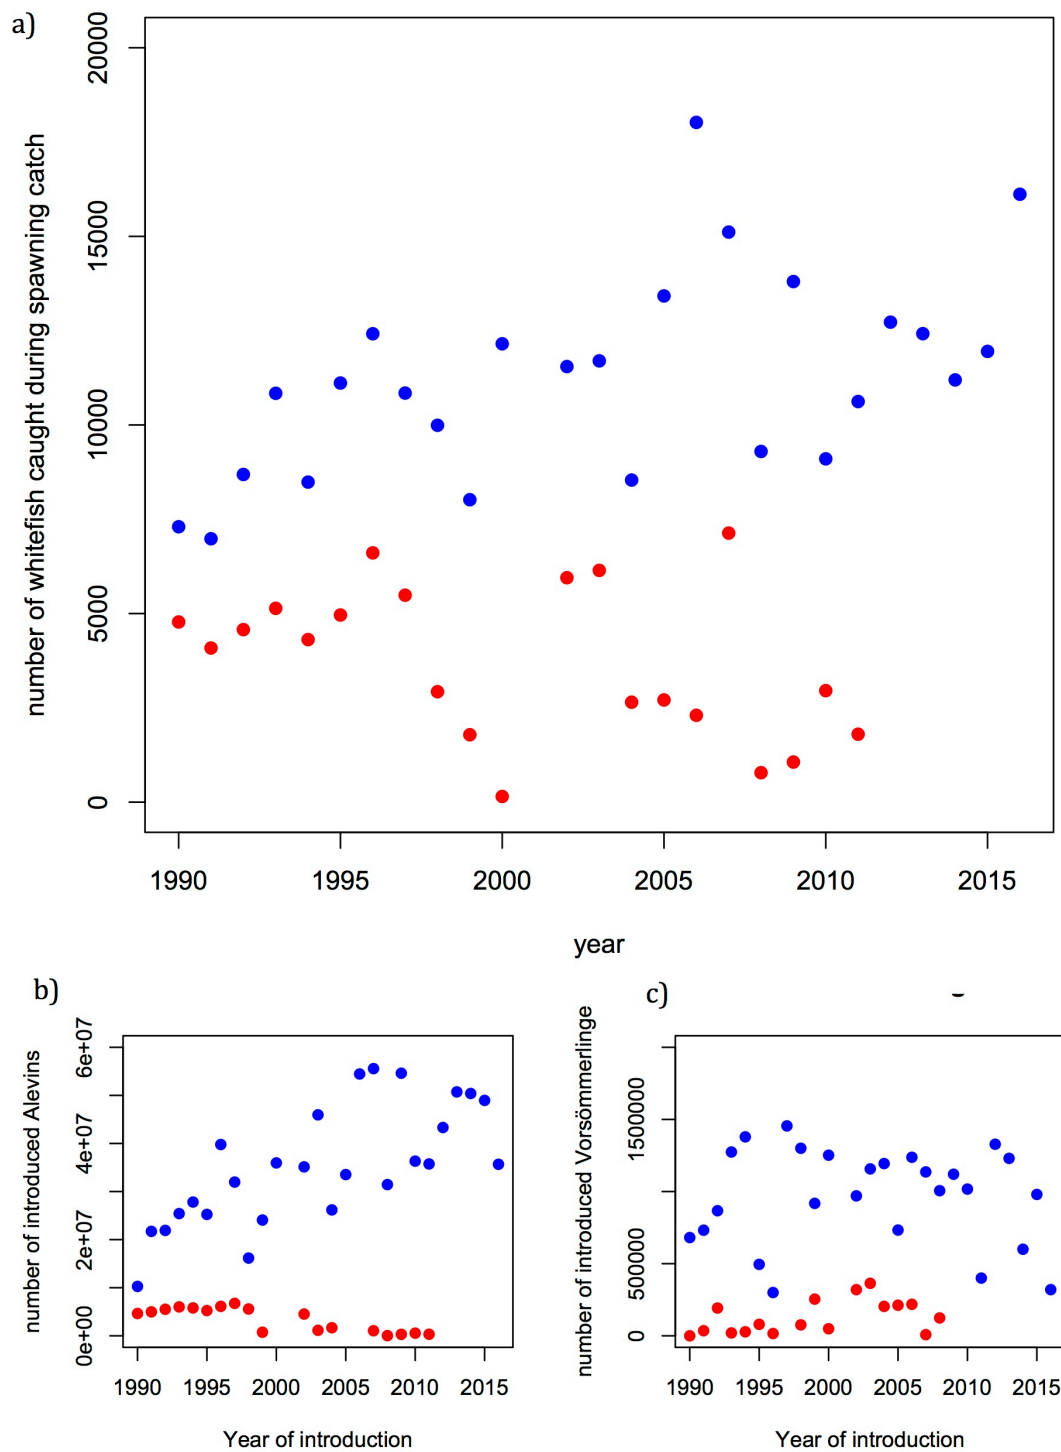 a)
number of whitefish caught during spawning catch
20000
15000
10000
5000
0
1990 1995 2000 2005 2010 2015
year
b)
number of introduced Alevins
6e+07
4e+07
2e+07
0e+00
1990 1995 2000 2005 2010 2015
Year of introduction
c)
number of introduced Vorsömmerlinge
1500000
500000
0
1990 1995 2000 2005 2010 2015
Year of introduction